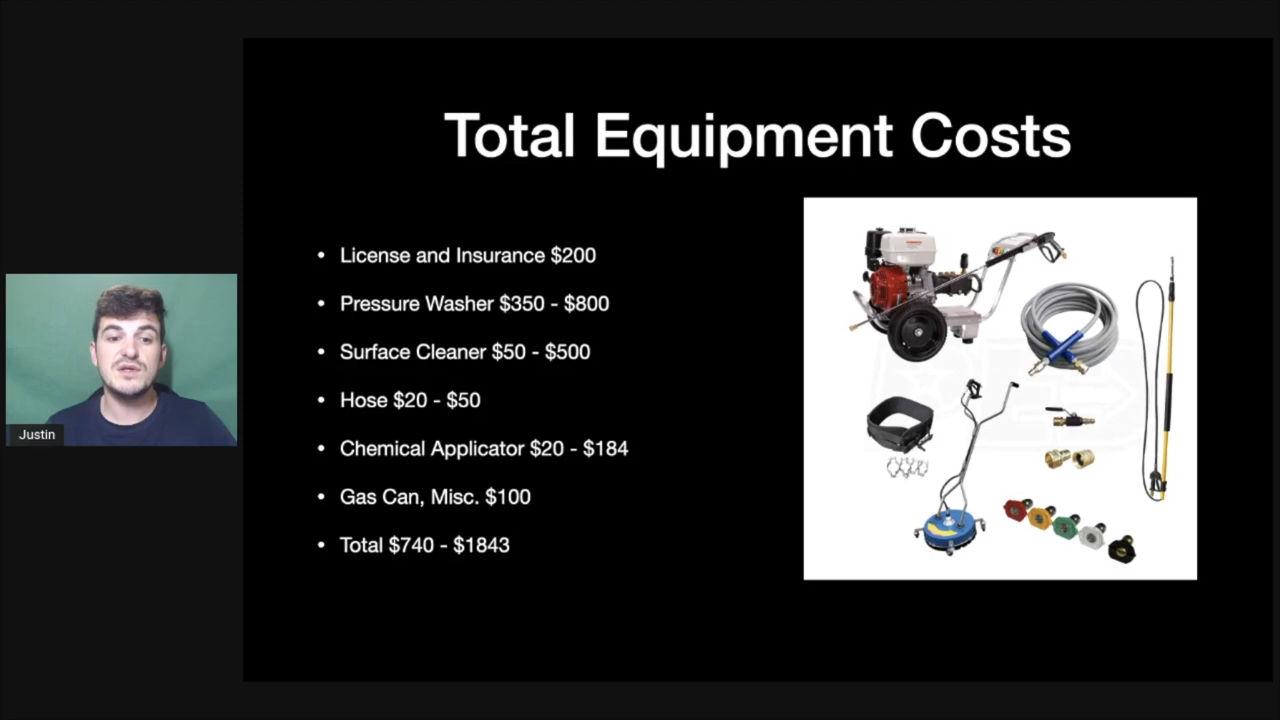 Total Equipment Costs
• License and Insurance $200
• Pressure Washer $350 - $800
• Surface Cleaner $50 - $500
• Hose $20 - $50
• Chemical Applicator $20 - $184
• Gas Can, Misc. $100
• Total $740 - $1843
Justin